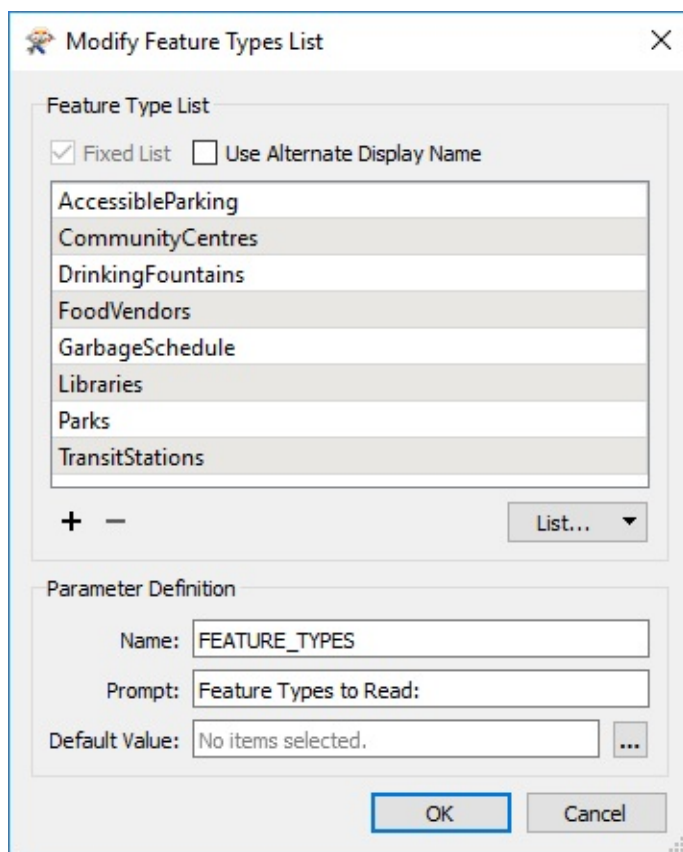 Modify Feature Types List
Feature Type List
Fixed List Use Alternate Display Name
AccessibleParking
CommunityCentres
DrinkingFountains
FoodVendors
GarbageSchedule
Libraries
Parks
TransitStations
+ − List...
Parameter Definition
Name: FEATURE_TYPES
Prompt: Feature Types to Read:
Default Value: No items selected. ...
OK Cancel